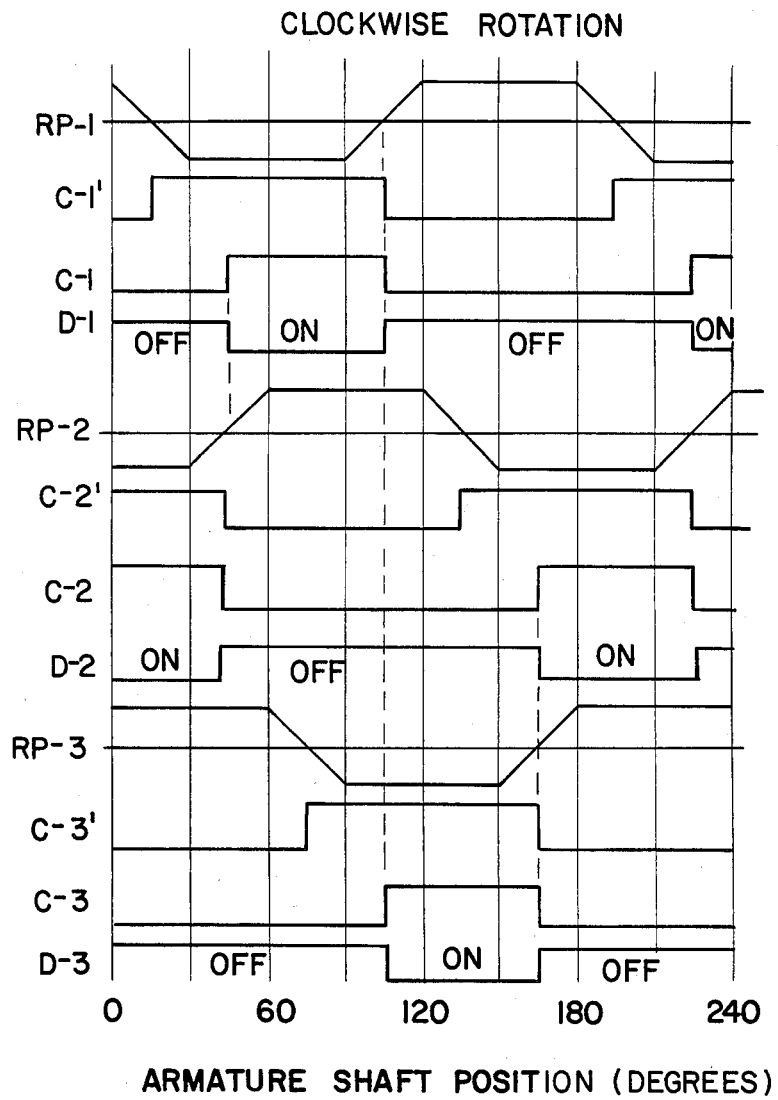 CLOCKWISE ROTATION
RP-1
C-1'
C-1
D-1
OFF ON OFF ON
RP-2
C-2'
C-2
D-2
ON OFF ON
RP-3
C-3'
C-3
D-3
OFF ON OFF
0 60 120 180 240
ARMATURE SHAFT POSITION (DEGREES)